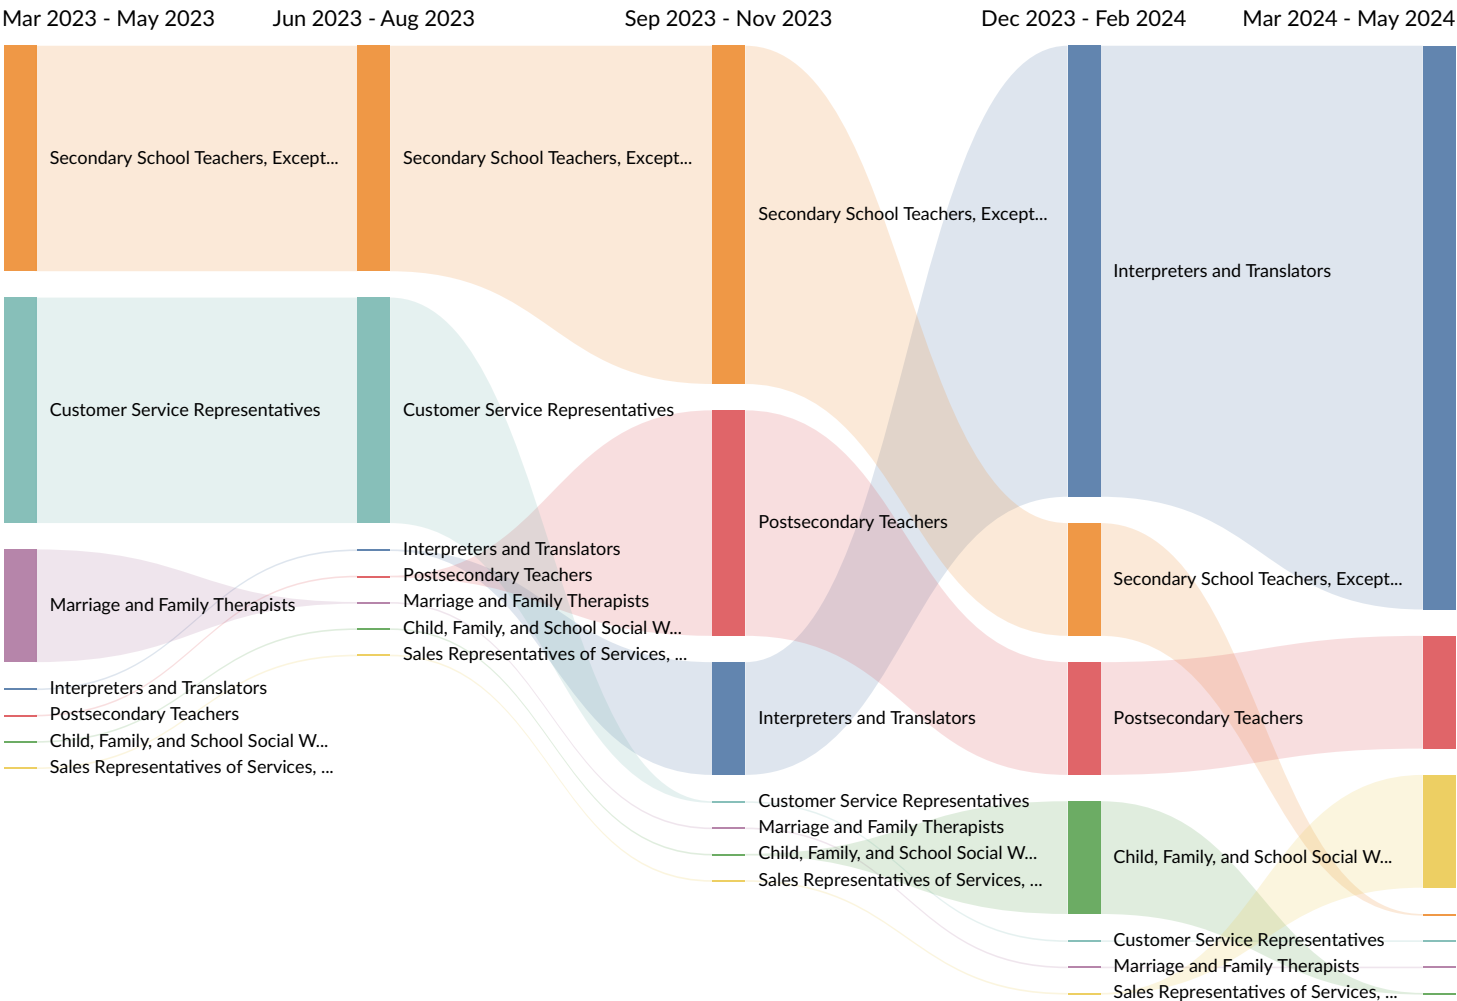 Mar 2023 - May 2023
Jun 2023 - Aug 2023
Sep 2023 - Nov 2023
Dec 2023 - Feb 2024
Mar 2024 - May 2024
Secondary School Teachers, Except...
Customer Service Representatives
Marriage and Family Therapists
Interpreters and Translators
Postsecondary Teachers
Child, Family, and School Social W...
Sales Representatives of Services, ...
Secondary School Teachers, Except...
Customer Service Representatives
Interpreters and Translators
Postsecondary Teachers
Marriage and Family Therapists
Child, Family, and School Social W...
Sales Representatives of Services, ...
Secondary School Teachers, Except...
Postsecondary Teachers
Interpreters and Translators
Customer Service Representatives
Marriage and Family Therapists
Child, Family, and School Social W...
Sales Representatives of Services, ...
Interpreters and Translators
Secondary School Teachers, Except...
Postsecondary Teachers
Child, Family, and School Social W...
Customer Service Representatives
Marriage and Family Therapists
Sales Representatives of Services, ...